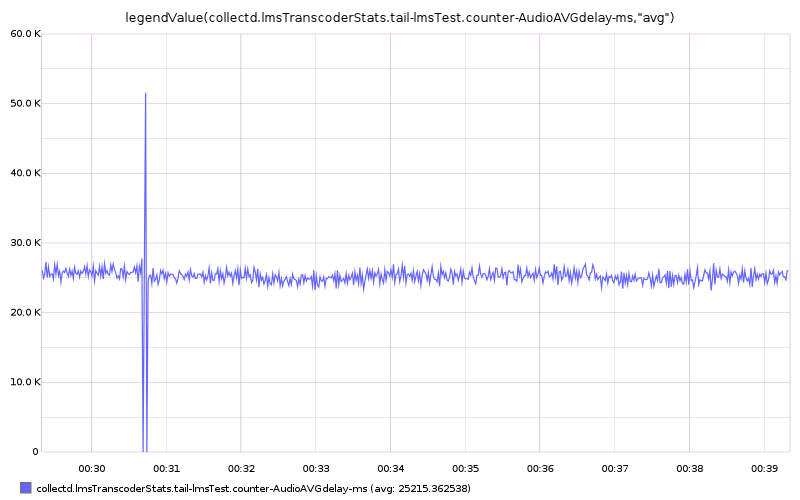 legendValue(collectd.lmsTranscoderStats.tail-lmsTest.counter-AudioAVGdelay-ms,"avg")
60.0 K
50.0 K
40.0 K
30.0 K
20.0 K
10.0 K
0
00:30 00:31 00:32 00:33 00:34 00:35 00:36 00:37 00:38 00:39
collectd.lmsTranscoderStats.tail-lmsTest.counter-AudioAVGdelay-ms (avg: 25215.362538)